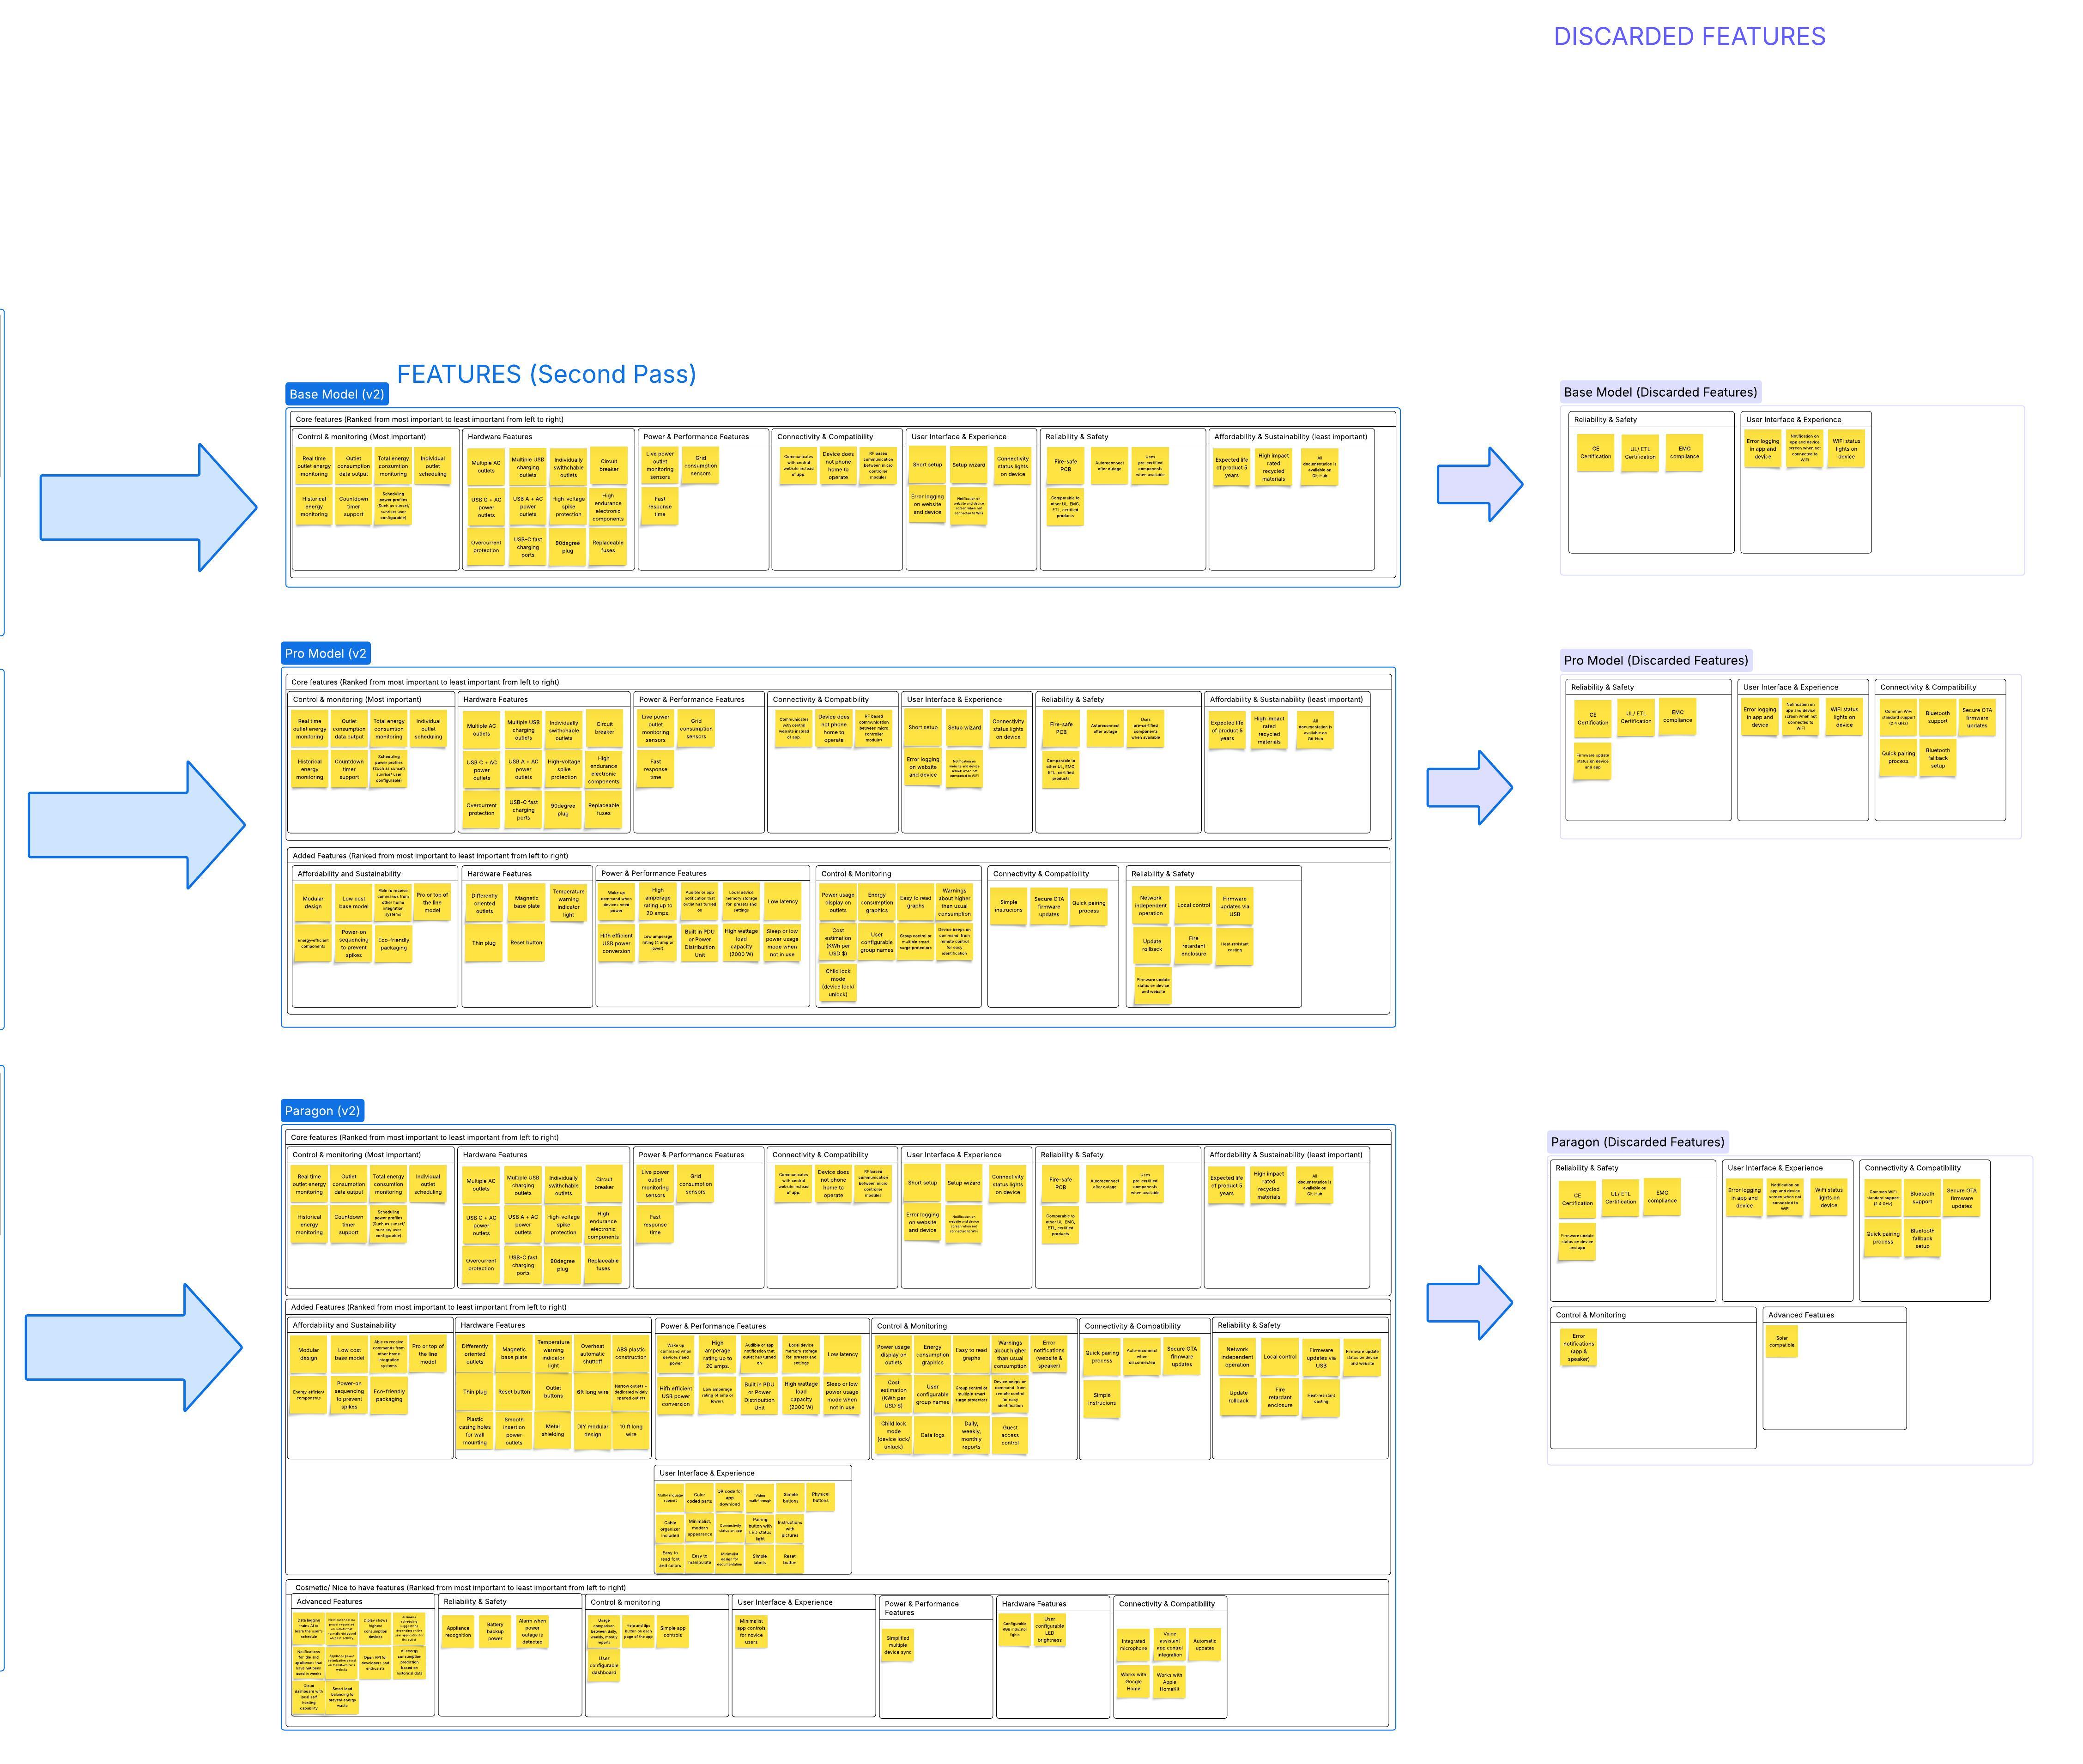 DISCARDED FEATURES
FEATURES (Second Pass)
Base Model (v2)
Core features (Ranked from most important to least important from left to right)
Control & monitoring (Most important)
Real time outlet energy monitoring
Outlet consumption data output
Total energy consumtion monitoring
Individual outlet scheduling
Historical energy monitoring
Countdown timer support
Scheduling power profiles (Such as sunset/ sunrise/ user configurable)
Hardware Features
Multiple AC outlets
Multiple USB charging outlets
Individually swithchable outlets
Circuit breaker
USB C + AC power outlets
USB A + AC power outlets
High-voltage spike protection
High endurance electronic components
Overcurrent protection
USB-C fast charging ports
90degree plug
Replaceable fuses
Power & Performance Features
Live power outlet monitoring sensors
Grid consumption sensors
Fast response time
Connectivity & Compatibility
Communicates with central website instead of app.
Device does not phone home to operate
RF based communication between micro controller modules
User Interface & Experience
Short setup
Setup wizard
Connectivity status lights on device
Error logging on website and device
Notification on website and device screen when not connected to WiFi
Reliability & Safety
Fire-safe PCB
Autoreconnect after outage
Uses pre-certified components when available
Comparable to other UL, EMC, ETL, certified products
Affordability & Sustainability (least important)
Expected life of product 5 years
High impact rated recycled materials
All documentation is available on Git-Hub
Base Model (Discarded Features)
Reliability & Safety
CE Certification
UL/ ETL Certification
EMC compliance
User Interface & Experience
Error logging in app and device
Notification on app and device screen when not connected to WiFi
WiFi status lights on device
Pro Model (v2
Core features (Ranked from most important to least important from left to right)
Control & monitoring (Most important)
Real time outlet energy monitoring
Outlet consumption data output
Total energy consumtion monitoring
Individual outlet scheduling
Historical energy monitoring
Countdown timer support
Scheduling power profiles (Such as sunset/ sunrise/ user configurable)
Hardware Features
Multiple AC outlets
Multiple USB charging outlets
Individually swithchable outlets
Circuit breaker
USB C + AC power outlets
USB A + AC power outlets
High-voltage spike protection
High endurance electronic components
Overcurrent protection
USB-C fast charging ports
90degree plug
Replaceable fuses
Power & Performance Features
Live power outlet monitoring sensors
Grid consumption sensors
Fast response time
Connectivity & Compatibility
Communicates with central website instead of app.
Device does not phone home to operate
RF based communication between micro controller modules
User Interface & Experience
Short setup
Setup wizard
Connectivity status lights on device
Error logging on website and device
Notification on website and device screen when not connected to WiFi
Reliability & Safety
Fire-safe PCB
Autoreconnect after outage
Uses pre-certified components when available
Comparable to other UL, EMC, ETL, certified products
Affordability & Sustainability (least important)
Expected life of product 5 years
High impact rated recycled materials
All documentation is available on Git-Hub
Added Features (Ranked from most important to least important from left to right)
Affordability and Sustainability
Modular design
Low cost base model
Able re receive commands from other home integration systems
Pro or top of the line model
Energy-efficient components
Power-on sequencing to prevent spikes
Eco-friendly packaging
Hardware Features
Differently oriented outlets
Magnetic base plate
Temperature warning indicator light
Thin plug
Reset button
Power & Performance Features
Wake up command when devices need power
High amperage rating up to 20 amps.
Audible or app notification that outlet has turned on
Local device memory storage for presets and settings
Low latency
Hifh efficient USB power conversion
Low amperage rating (4 amp or lower)
Built in PDU or Power Distribution Unit
High wattage load capacity (2000 W)
Sleep or low power usage mode when not in use
Control & Monitoring
Power usage display on outlets
Energy consumption graphics
Easy to read graphs
Warnings about higher than usual consumption
Cost estimation (KWh per USD $)
User configurable group names
Group control or multiple smart surge protectors
Device beeps on command from remote control for easy identification
Child lock mode (device lock/ unlock)
Connectivity & Compatibility
Simple instrucions
Secure OTA firmware updates
Quick pairing process
Reliability & Safety
Network independent operation
Local control
Firmware updates via USB
Update rollback
Fire retardant enclosure
Heat-resistant casting
Firmware update status on device and website
Pro Model (Discarded Features)
Reliability & Safety
CE Certification
UL/ ETL Certification
EMC compliance
Firmware update status on device and app
User Interface & Experience
Error logging in app and device
Notification on app and device screen when not connected to WiFi
WiFi status lights on device
Connectivity & Compatibility
Common WiFi standard support (2.4 GHz)
Bluetooth support
Secure OTA firmware updates
Quick pairing process
Bluetooth fallback setup
Paragon (v2)
Core features (Ranked from most important to least important from left to right)
Control & monitoring (Most important)
Real time outlet energy monitoring
Outlet consumption data output
Total energy consumtion monitoring
Individual outlet scheduling
Historical energy monitoring
Countdown timer support
Scheduling power profiles (Such as sunset/ sunrise/ user configurable)
Hardware Features
Multiple AC outlets
Multiple USB charging outlets
Individually swithchable outlets
Circuit breaker
USB C + AC power outlets
USB A + AC power outlets
High-voltage spike protection
High endurance electronic components
Overcurrent protection
USB-C fast charging ports
90degree plug
Replaceable fuses
Power & Performance Features
Live power outlet monitoring sensors
Grid consumption sensors
Fast response time
Connectivity & Compatibility
Communicates with central website instead of app.
Device does not phone home to operate
RF based communication between micro controller modules
User Interface & Experience
Short setup
Setup wizard
Connectivity status lights on device
Error logging on website and device
Notification on website and device screen when not connected to WiFi
Reliability & Safety
Fire-safe PCB
Autoreconnect after outage
Uses pre-certified components when available
Comparable to other UL, EMC, ETL, certified products
Affordability & Sustainability (least important)
Expected life of product 5 years
High impact rated recycled materials
All documentation is available on Git-Hub
Added Features (Ranked from most important to least important from left to right)
Affordability and Sustainability
Modular design
Low cost base model
Able re receive commands from other home integration systems
Pro or top of the line model
Energy-efficient components
Power-on sequencing to prevent spikes
Eco-friendly packaging
Hardware Features
Differently oriented outlets
Magnetic base plate
Temperature warning indicator light
Overheat automatic shuttoff
ABS plastic construction
Thin plug
Reset button
Outlet buttons
6ft long wire
Narrow outlets + dedicated widely spaced outlets
Plastic casing holes for wall mounting
Smooth insertion power outlets
Metal shielding
DIY modular design
10 ft long wire
Power & Performance Features
Wake up command when devices need power
High amperage rating up to 20 amps.
Audible or app notification that outlet has turned on
Local device memory storage for presets and settings
Low latency
Hifh efficient USB power conversion
Low amperage rating (4 amp or lower)
Built in PDU or Power Distribuition Unit
High wattage load capacity (2000 W)
Sleep or low power usage mode when not in use
Control & Monitoring
Power usage display on outlets
Energy consumption graphics
Easy to read graphs
Warnings about higher than usual consumption
Error notifications (website & speaker)
Cost estimation (KWh per USD $)
User configurable group names
Group control or multiple smart surge protectors
Device beeps on command from remote control for easy identification
Child lock mode (device lock/ unlock)
Data logs
Daily, weekly, monthly reports
Guest access control
Connectivity & Compatibility
Quick pairing process
Auto-reconnect when disconnected
Secure OTA firmware updates
Simple instrucions
Reliability & Safety
Network independent operation
Local control
Firmware updates via USB
Firmware update status on device and website
Update rollback
Fire retardant enclosure
Heat-resistant casting
User Interface & Experience
Multi-language support
Color coded parts
QR code for app download
Video walk-through
Simple buttons
Physical buttons
Cable organizer included
Minimalist, modern appearance
Connectivity status on app
Pairing button with LED status light
Instructions with pictures
Easy to read font and colors
Easy to manipulate
Minimalist design for documentation
Simple labels
Reset button
Cosmetic/ Nice to have features (Ranked from most important to least important from left to right)
Advanced Features
Data logging trains AI to learn the user's schedule
Display shows highest consumption devices
Notifications for idle and appliances that have not been used in weeks
Appliance power optimization based on manufacturer's website
Open API for developers and enthusiats
AI energy consumption prediction based on historical data
Cloud dashboard with local self hosting capability
Smart load balancing to prevent energy waste
Reliability & Safety
Appliance recognition
Battery backup power
Alarm when power outage is detected
Control & monitoring
Usage comparison between daily, weekly, montly reports
Help and tips button on each page of the app
Simple app controls
User configurable dashboard
User Interface & Experience
Minimalist app controls for novice users
Power & Performance Features
Simplified multiple device sync
Hardware Features
Configurable RGB indicator lights
User configurable LED brightness
Connectivity & Compatibility
Integrated microphone
Voice assistant app control integration
Automatic updates
Works with Google Home
Works with Apple HomeKit
Paragon (Discarded Features)
Reliability & Safety
CE Certification
UL/ ETL Certification
EMC compliance
Firmware update status on device and app
User Interface & Experience
Error logging in app and device
Notification on app and device screen when not connected to WiFi
WiFi status lights on device
Connectivity & Compatibility
Common WiFi standard support (2.4 GHz)
Bluetooth support
Secure OTA firmware updates
Quick pairing process
Bluetooth fallback setup
Control & Monitoring
Error notifications (app & speaker)
Advanced Features
Solar compatible